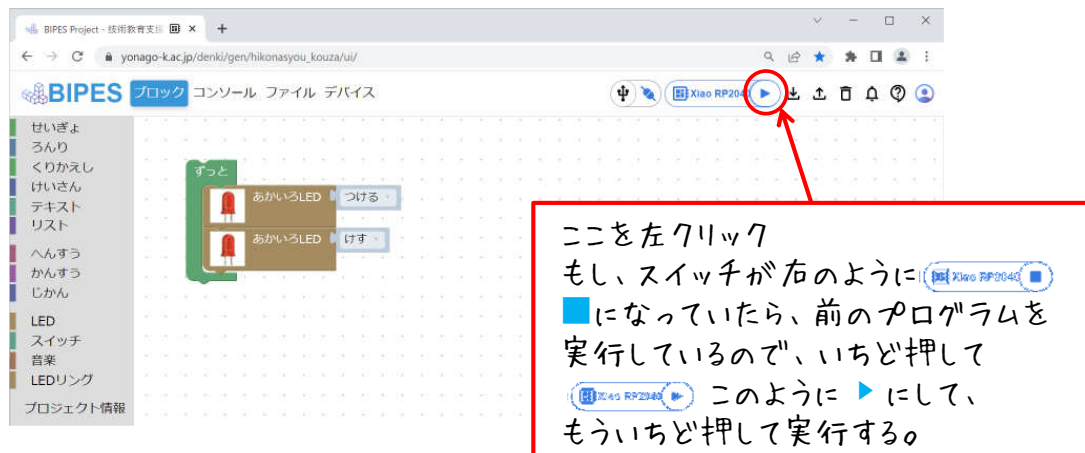 BIPES Project - 技術教育支
yonago-k.ac.jp/denki/gen/hikonasyou_kouza/ui/
BIPES ブロック コンソール ファイル デバイス
Xiao RP2040
せいぎょ
ろんり
くりかえし
けいさん
テキスト
リスト
へんすう
かんすう
じかん
LED
スイッチ
音楽
LEDリング
プロジェクト情報
ずっと
あかいろLED つける
あかいろLED けす
ここを左クリック
もし、スイッチが右のように Xiao RP2040 ■
■になっていたら、前のプログラムを
実行しているので、いちど押して
Xiao RP2040 ▶ このように ▶ にして、
もういちど押して実行する。